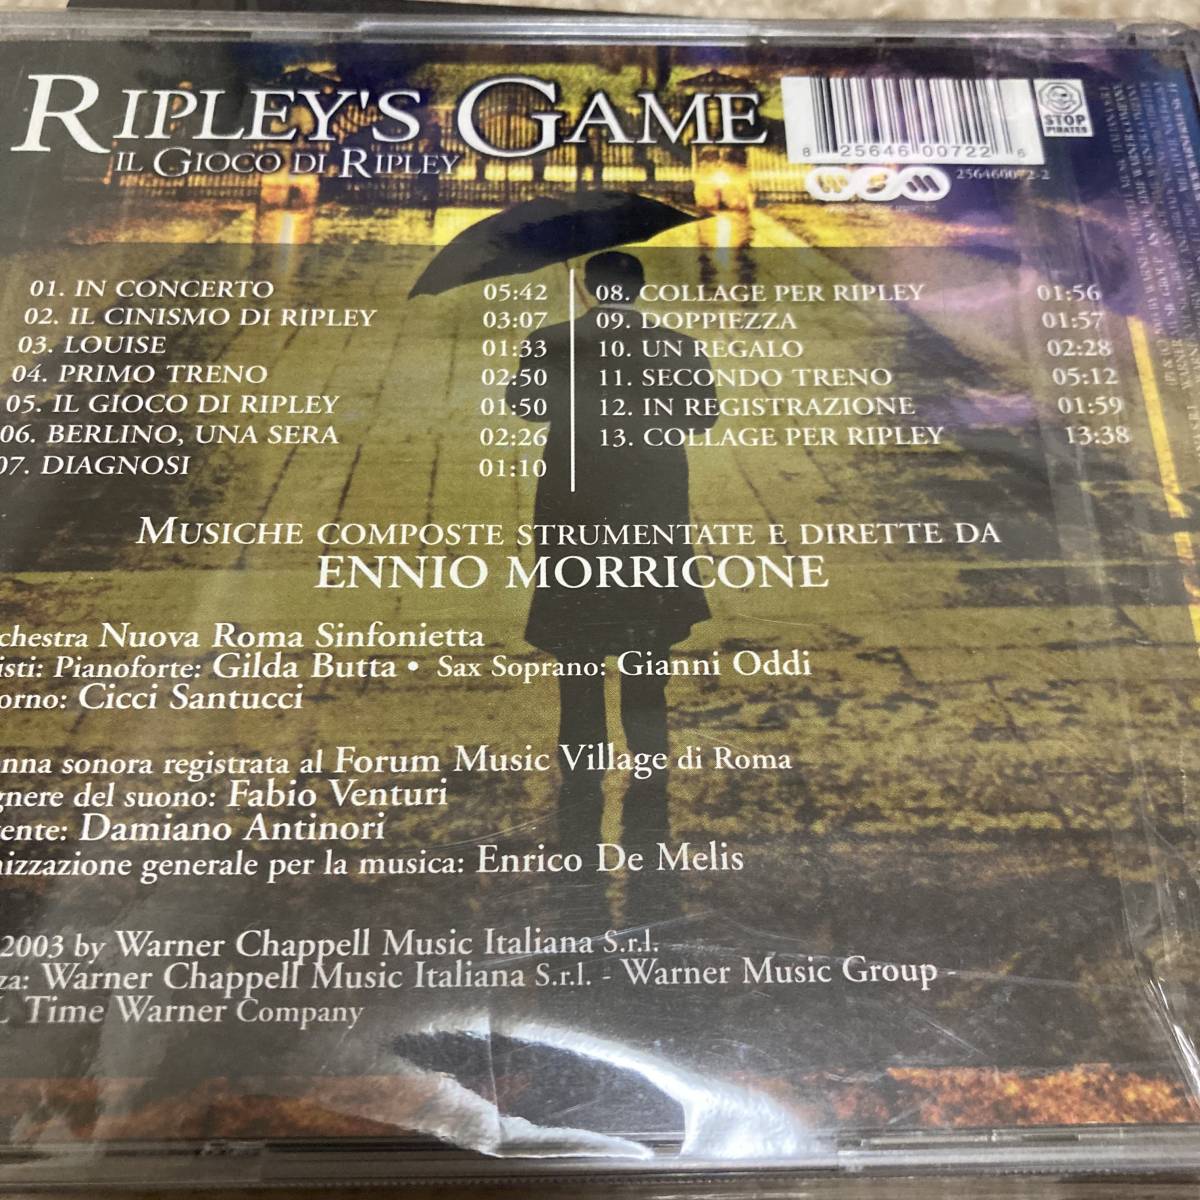 RIPLEY'S GAME
IL GIOCO DI RIPLEY
8 25646 00722 6
STOP
PIRATES
01. IN CONCERTO 05:42
02. IL CINISMO DI RIPLEY 03:07
03. LOUISE 01:33
04. PRIMO TRENO 02:50
05. IL GIOCO DI RIPLEY 01:50
06. BERLINO, UNA SERA 02:26
07. DIAGNOSI 01:10
08. COLLAGE PER RIPLEY 01:56
09. DOPPIEZZA 01:57
10. UN REGALO 02:28
11. SECONDO TRENO 05:12
12. IN REGISTRAZIONE 01:59
13. COLLAGE PER RIPLEY 13:38
MUSICHE COMPOSTE STRUMENTATE E DIRETTE DA
ENNIO MORRICONE
chestra Nuova Roma Sinfonietta
isti: Pianoforte: Gilda Butta • Sax Soprano: Gianni Oddi
orno: Cicci Santucci
nna sonora registrata al Forum Music Village di Roma
gnere del suono: Fabio Venturi
ente: Damiano Antinori
nizzazione generale per la musica: Enrico De Melis
2003 by Warner Chappell Music Italiana S.r.l.
za: Warner Chappell Music Italiana S.r.l. - Warner Music Group -
L Time Warner Company